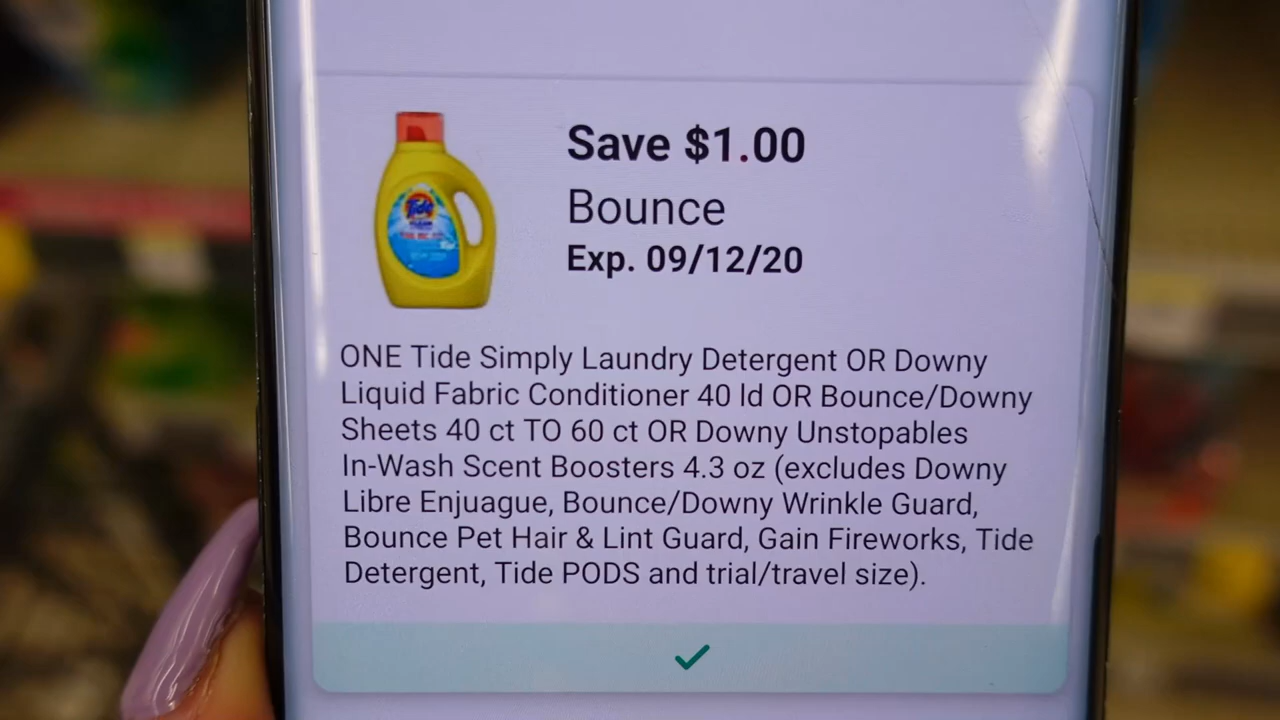 Save $1.00
Bounce
Exp. 09/12/20
Tide
ONE Tide Simply Laundry Detergent OR Downy
Liquid Fabric Conditioner 40 ld OR Bounce/Downy
Sheets 40 ct TO 60 ct OR Downy Unstopables
In-Wash Scent Boosters 4.3 oz (excludes Downy
Libre Enjuague, Bounce/Downy Wrinkle Guard,
Bounce Pet Hair & Lint Guard, Gain Fireworks, Tide
Detergent, Tide PODS and trial/travel size).